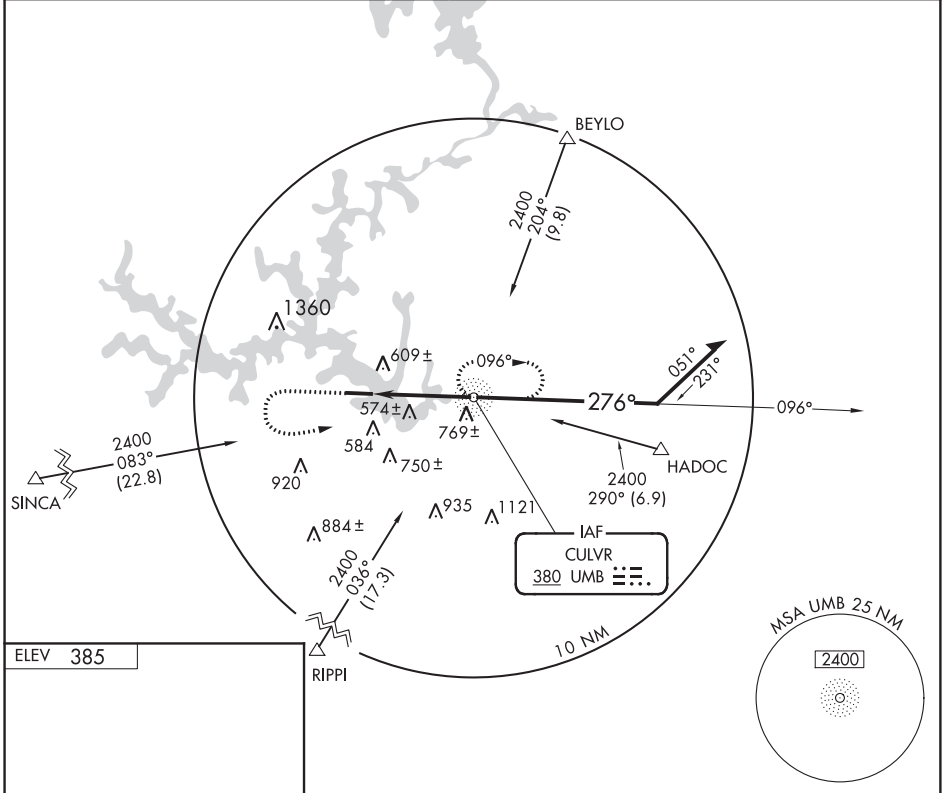 BEYLO
2400
204°
(9.8)
1360
609±
096°
051°
231°
574±
276°
096°
769±
584
2400
083°
(22.8)
750±
HADOC
SINCA
920
2400
290° (6.9)
935
1121
884±
IAF
CULVR
380 UMB
2400
036°
(17.3)
10 NM
MSA UMB 25 NM
2400
ELEV 385
RIPPI